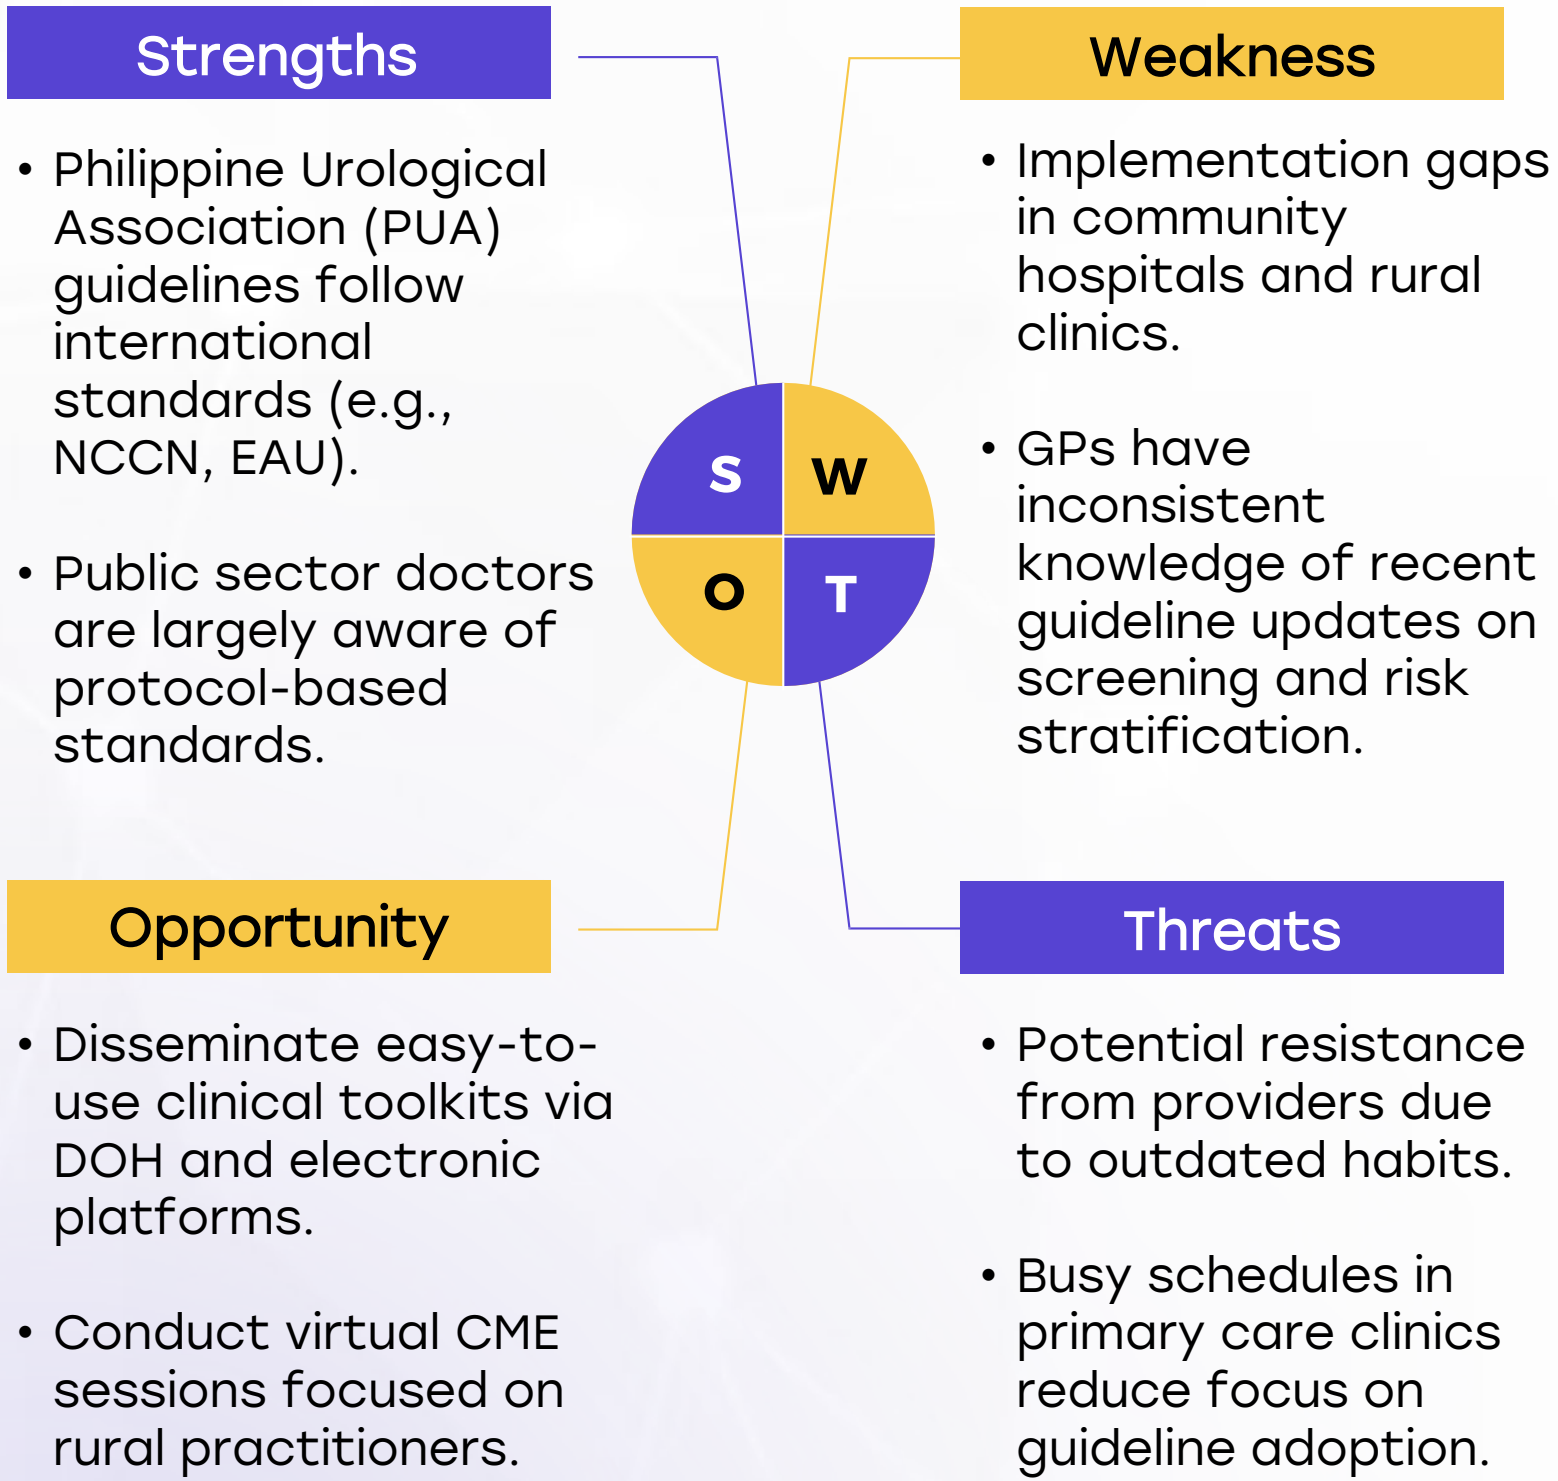 Strengths
• Philippine Urological
Association (PUA)
guidelines follow
international
standards (e.g.,
NCCN, EAU).
• Public sector doctors
are largely aware of
protocol-based
standards.
Weakness
• Implementation gaps
in community
hospitals and rural
clinics.
• GPs have
inconsistent
knowledge of recent
guideline updates on
screening and risk
stratification.
S
W
O
T
Opportunity
• Disseminate easy-to-
use clinical toolkits via
DOH and electronic
platforms.
• Conduct virtual CME
sessions focused on
rural practitioners.
Threats
• Potential resistance
from providers due
to outdated habits.
• Busy schedules in
primary care clinics
reduce focus on
guideline adoption.